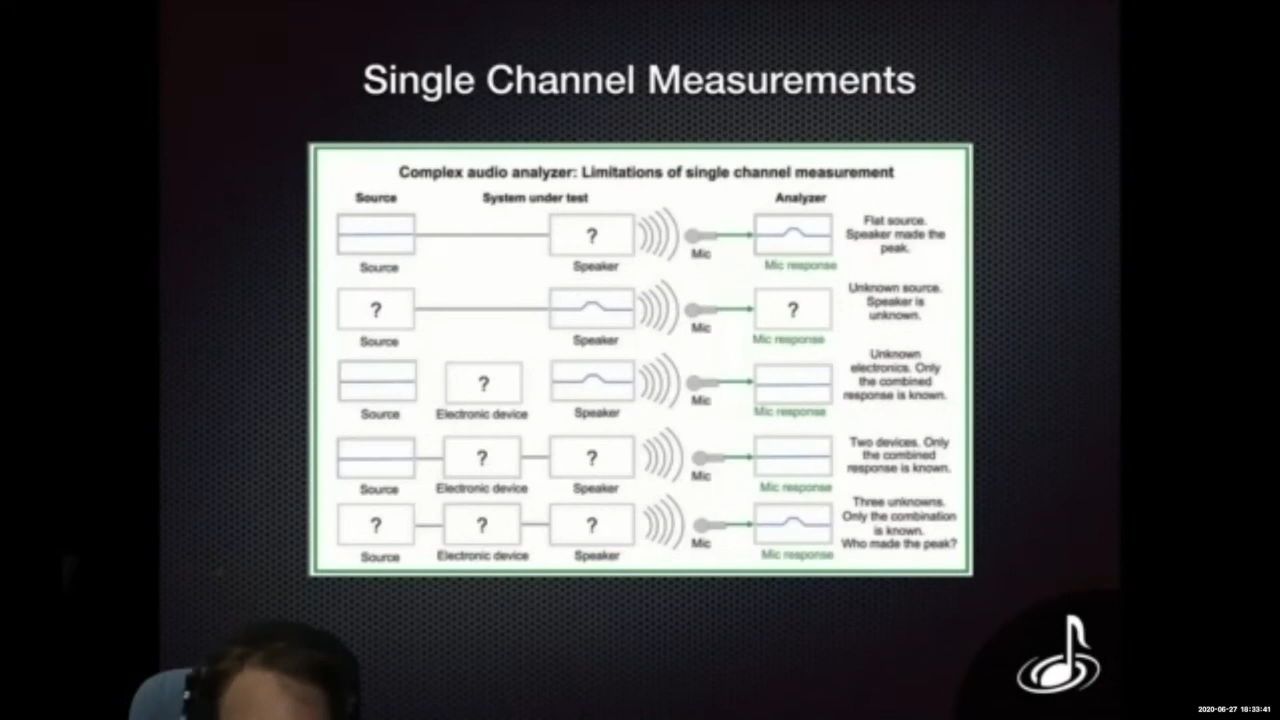 Single Channel Measurements
Complex audio analyzer: Limitations of single channel measurement
Source System under test Analyzer
? Flat source.
Speaker made the
peak.
Source Speaker Mic Mic response
? ? Unknown source.
Speaker is
unknown.
Source Speaker Mic Mic response
? Unknown
electronics. Only
the combined
response is known.
Source Electronic device Speaker Mic Mic response
? ? Two devices. Only
the combined
response is known.
Source Electronic device Speaker Mic Mic response
? ? ? Three unknowns.
Only the combination
is known.
Who made the peak?
Source Electronic device Speaker Mic Mic response
2020-06-27 18:33:41